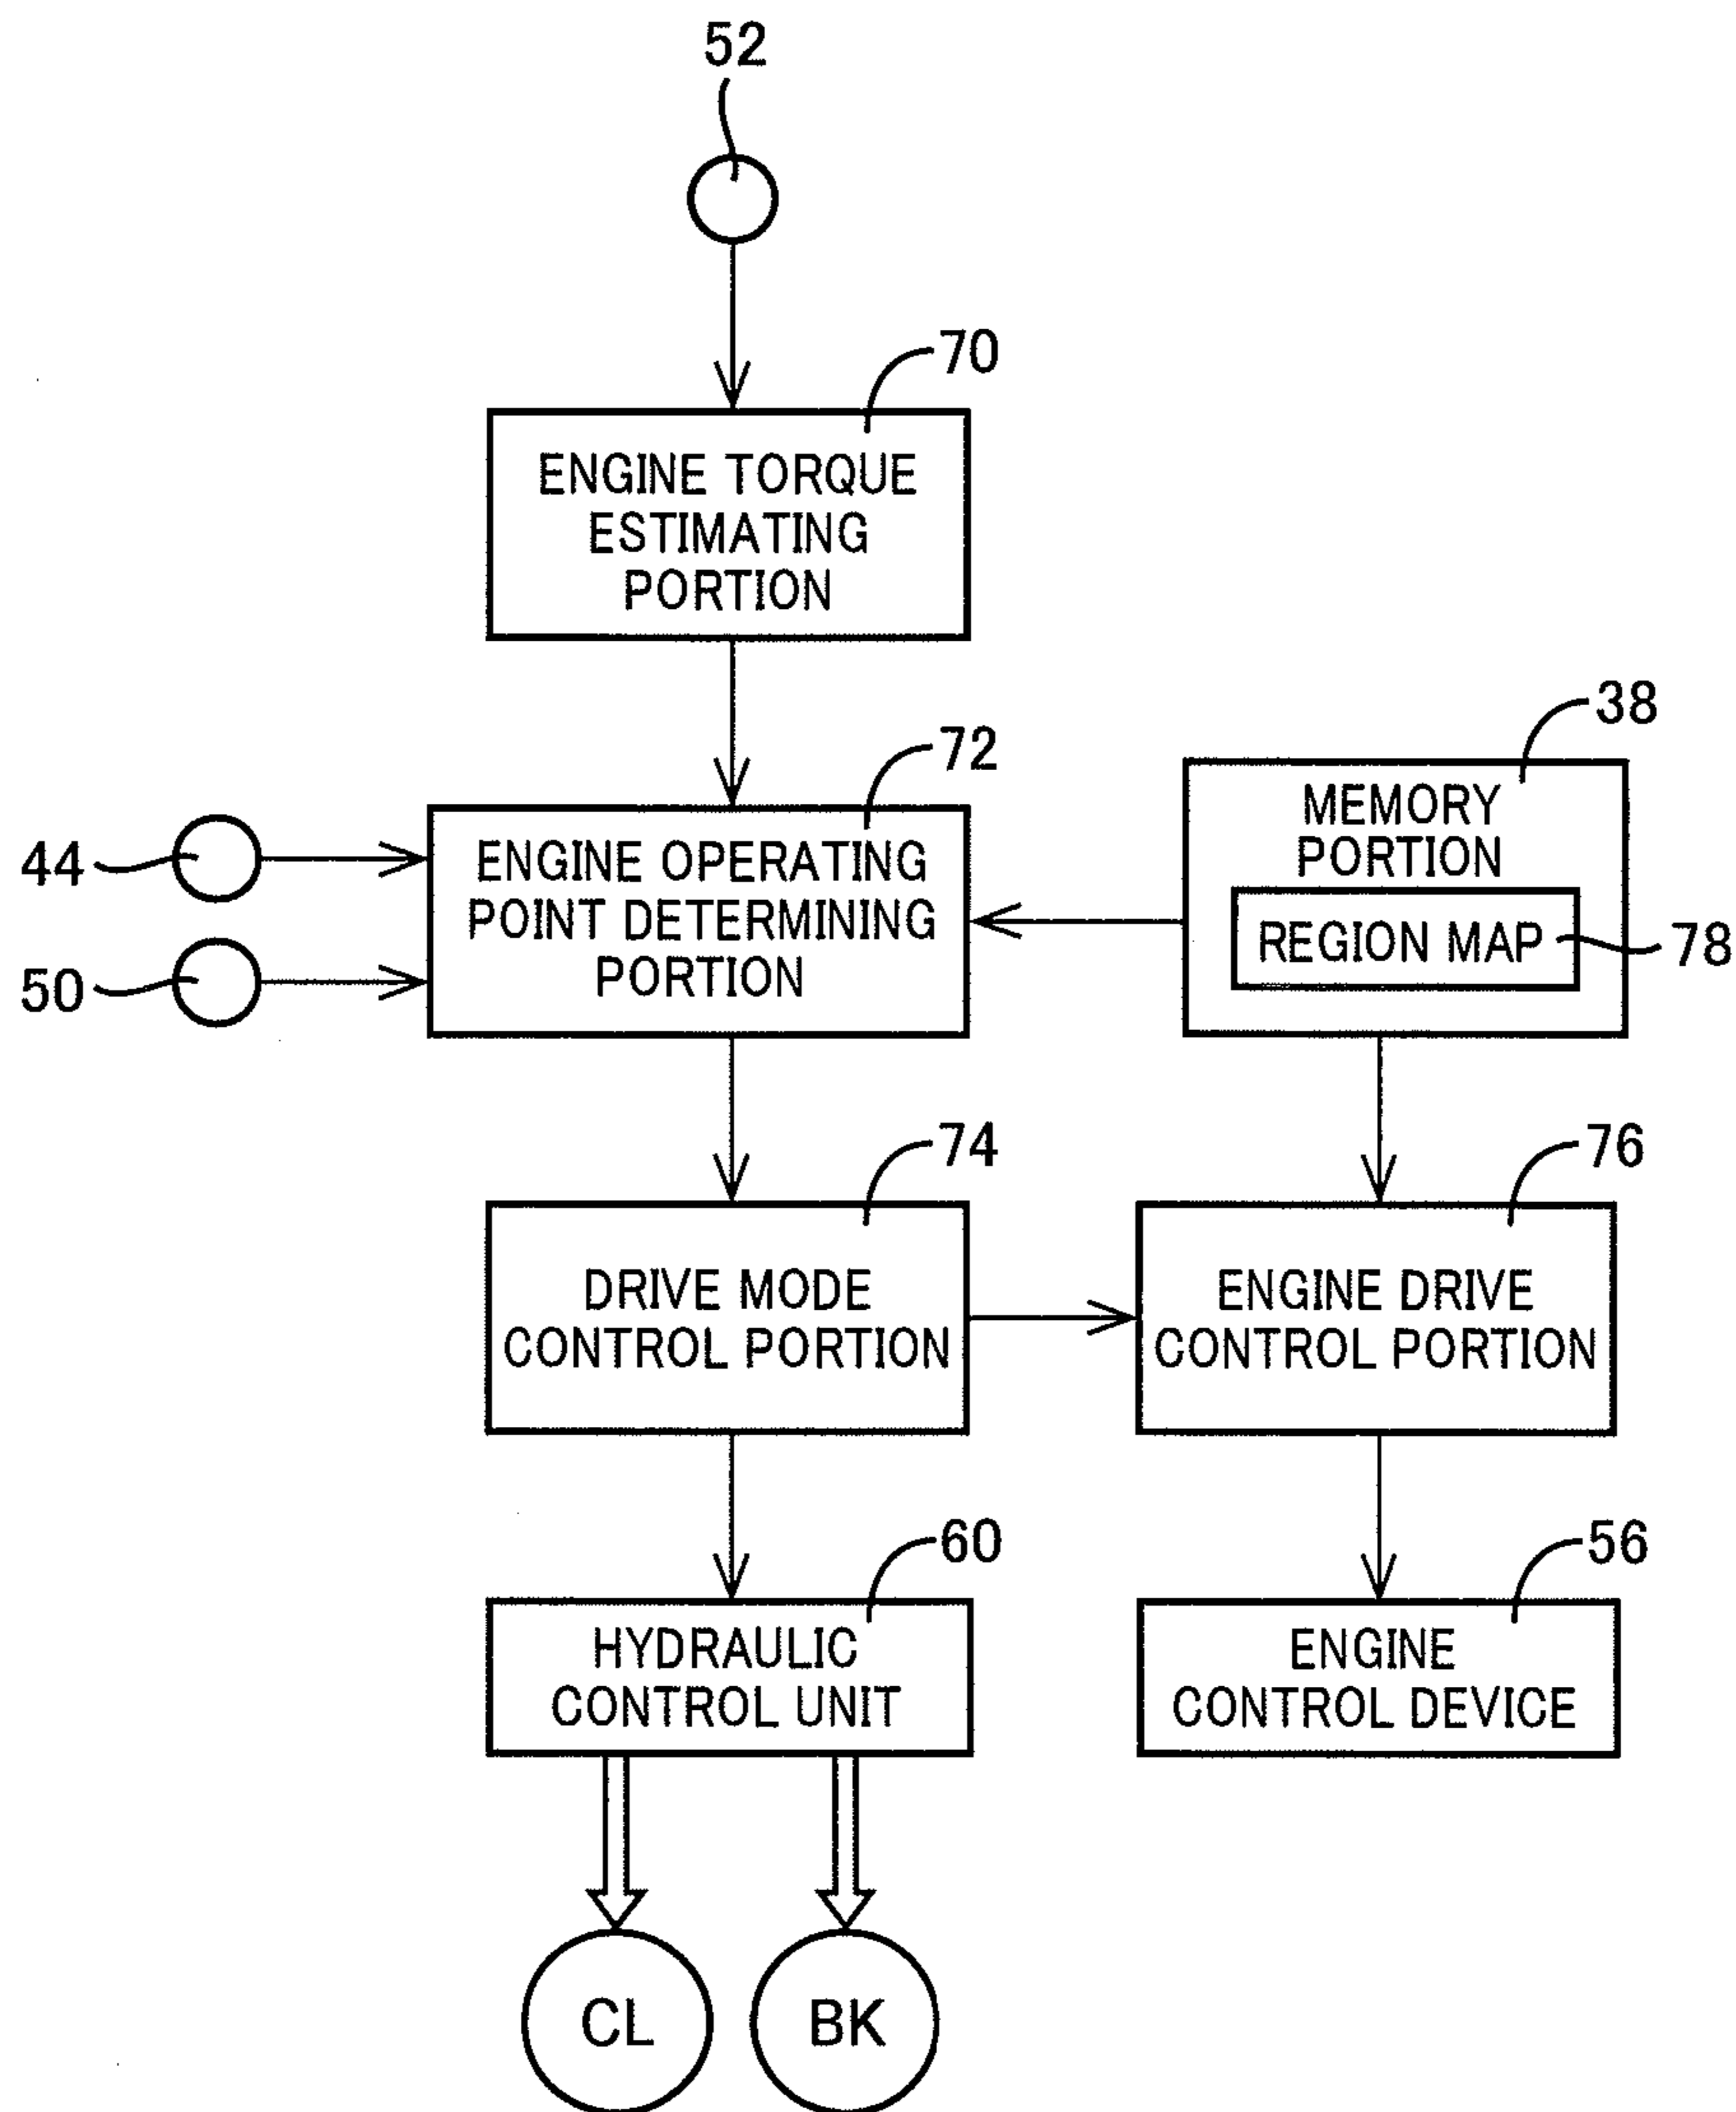 52
70
ENGINE TORQUE
ESTIMATING
PORTION
38
72
MEMORY
PORTION
44
ENGINE OPERATING
POINT DETERMINING
PORTION
REGION MAP
78
50
74
76
DRIVE MODE
CONTROL PORTION
ENGINE DRIVE
CONTROL PORTION
60
56
HYDRAULIC
CONTROL UNIT
ENGINE
CONTROL DEVICE
CL
BK